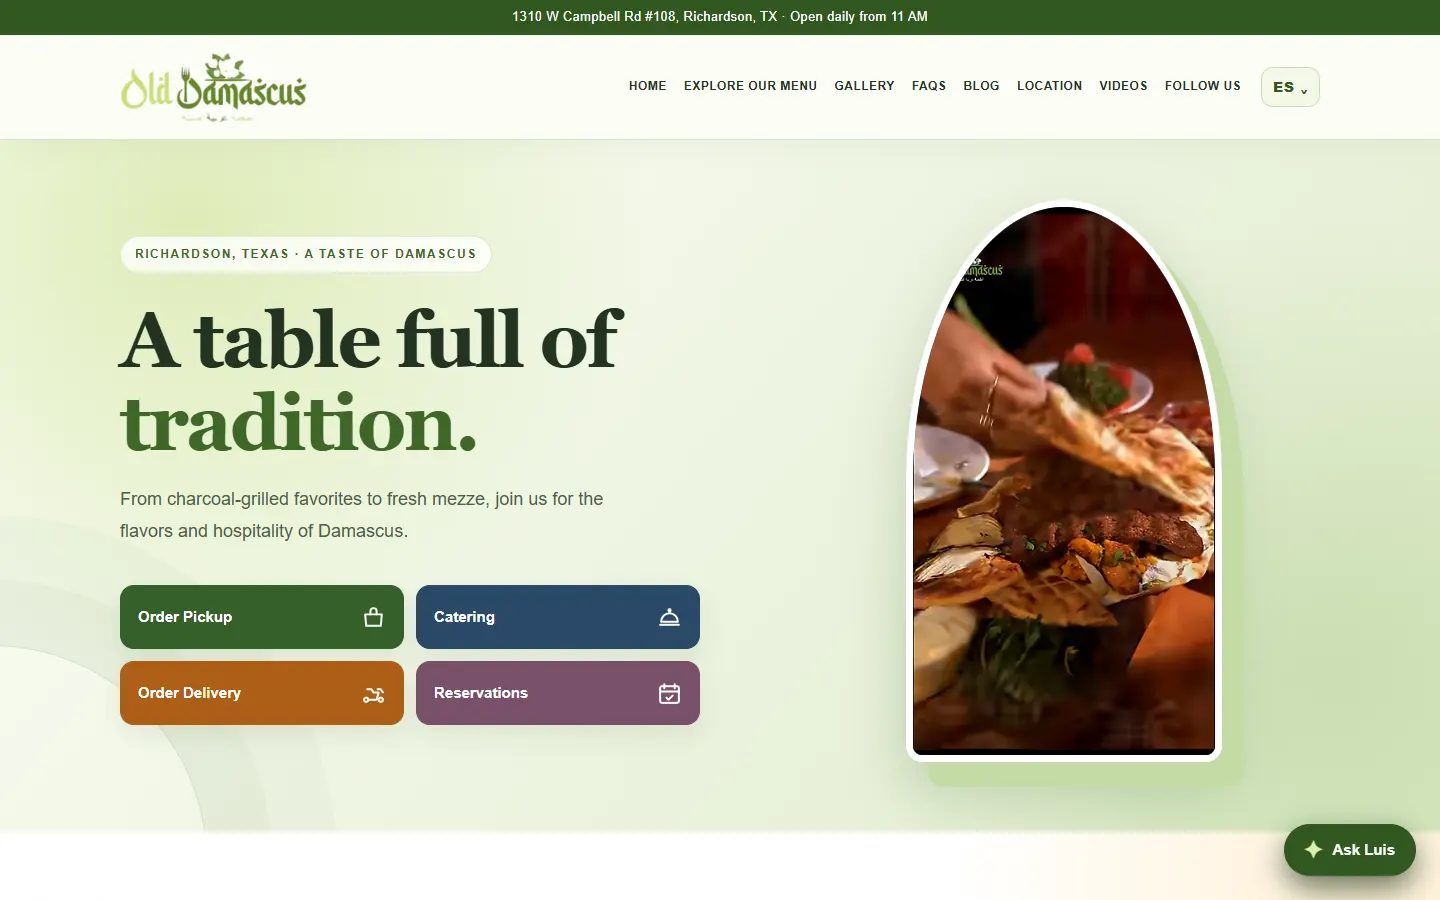 1310 W Campbell Rd #108, Richardson, TX · Open daily from 11 AM
Old Damascus
HOME EXPLORE OUR MENU GALLERY FAQS BLOG LOCATION VIDEOS FOLLOW US ES
RICHARDSON, TEXAS · A TASTE OF DAMASCUS
A table full of
tradition.
From charcoal-grilled favorites to fresh mezze, join us for the
flavors and hospitality of Damascus.
Order Pickup
Catering
Order Delivery
Reservations
Ask Luis